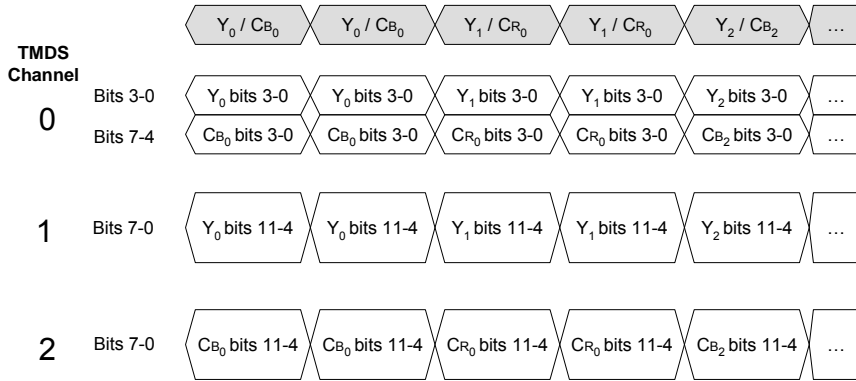 Y0 / CB0 Y0 / CB0 Y1 / CR0 Y1 / CR0 Y2 / CB2 ...
TMDS
Channel
0
Bits 3-0 Y0 bits 3-0 Y0 bits 3-0 Y1 bits 3-0 Y1 bits 3-0 Y2 bits 3-0 ...
Bits 7-4 CB0 bits 3-0 CB0 bits 3-0 CR0 bits 3-0 CR0 bits 3-0 CB2 bits 3-0 ...
1 Bits 7-0 Y0 bits 11-4 Y0 bits 11-4 Y1 bits 11-4 Y1 bits 11-4 Y2 bits 11-4 ...
2 Bits 7-0 CB0 bits 11-4 CB0 bits 11-4 CR0 bits 11-4 CR0 bits 11-4 CB2 bits 11-4 ...